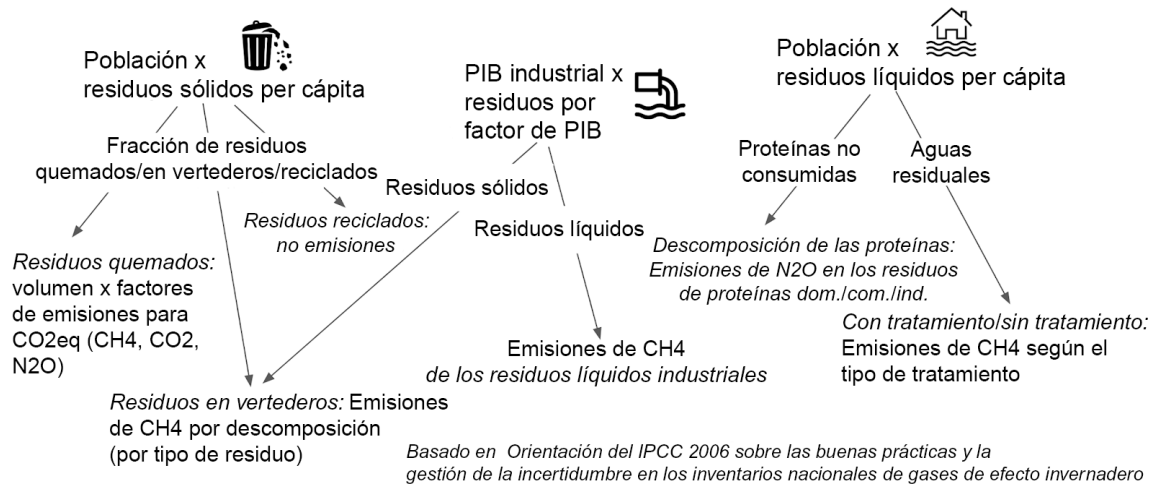 Población x
residuos sólidos per cápita
Fracción de residuos
quemados/en vertederos/reciclados
Residuos reciclados:
no emisiones
Residuos quemados:
volumen x factores
de emisiones para
CO2eq (CH4, CO2,
N2O)
Residuos en vertederos: Emisiones
de CH4 por descomposición
(por tipo de residuo)
PIB industrial x
residuos por
factor de PIB
Residuos sólidos
Residuos líquidos
Emisiones de CH4
de los residuos líquidos industriales
Población x
residuos líquidos per cápita
Proteínas no
consumidas
Aguas
residuales
Descomposición de las proteínas:
Emisiones de N2O en los residuos
de proteínas dom./com./ind.
Con tratamiento/sin tratamiento:
Emisiones de CH4 según el
tipo de tratamiento
Basado en Orientación del IPCC 2006 sobre las buenas prácticas y la
gestión de la incertidumbre en los inventarios nacionales de gases de efecto invernadero